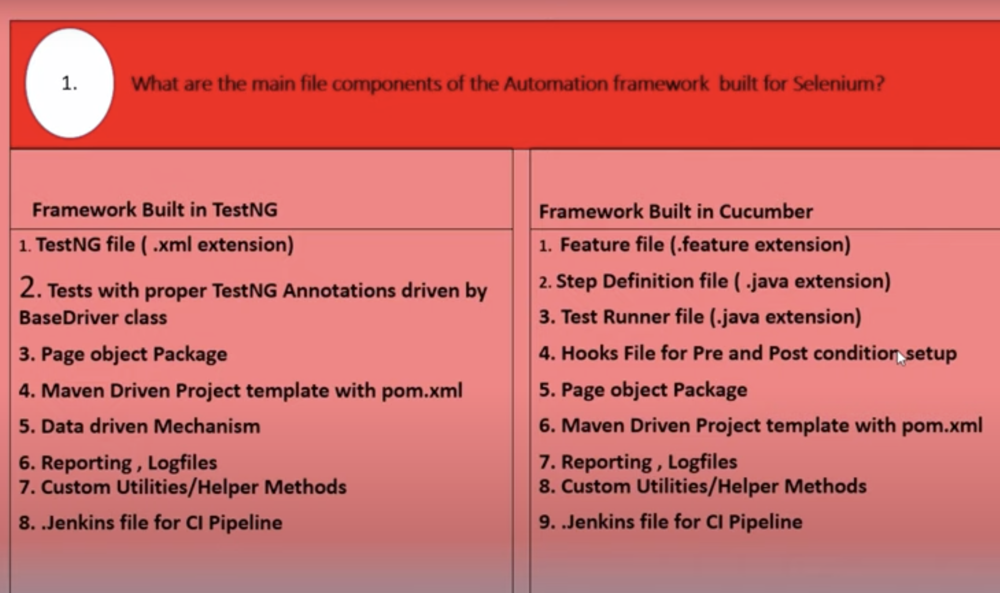 1.
What are the main file components of the Automation framework built for Selenium?
Framework Built in TestNG
1. TestNG file ( .xml extension)
2. Tests with proper TestNG Annotations driven by
BaseDriver class
3. Page object Package
4. Maven Driven Project template with pom.xml
5. Data driven Mechanism
6. Reporting , Logfiles
7. Custom Utilities/Helper Methods
8. .Jenkins file for CI Pipeline
Framework Built in Cucumber
1. Feature file (.feature extension)
2. Step Definition file ( .java extension)
3. Test Runner file (.java extension)
4. Hooks File for Pre and Post condition setup
5. Page object Package
6. Maven Driven Project template with pom.xml
7. Reporting , Logfiles
8. Custom Utilities/Helper Methods
9. .Jenkins file for CI Pipeline